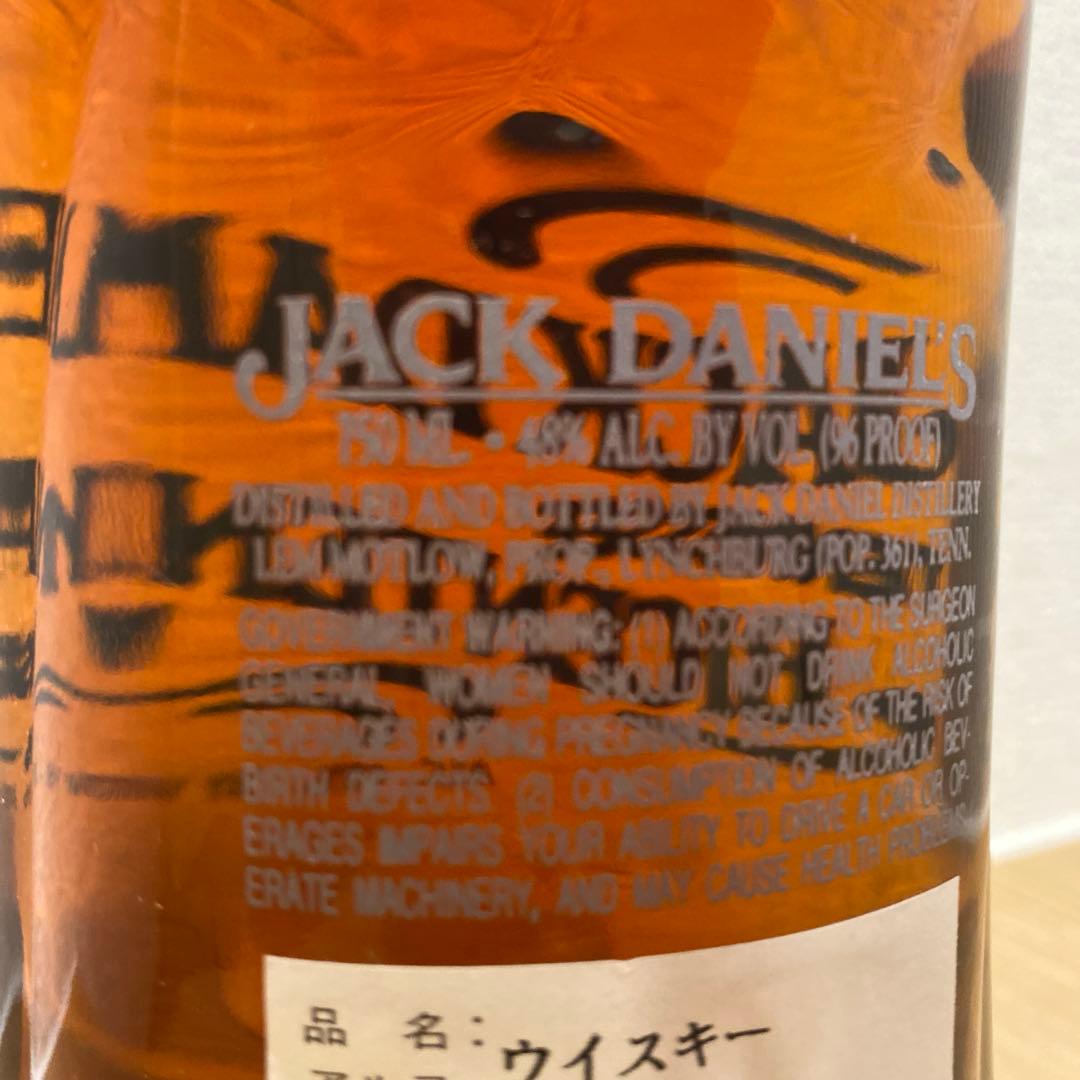 JACK DANIEL'S
750 ML • 48% ALC. BY VOL. (96 PROOF)
DISTILLED AND BOTTLED BY JACK DANIEL DISTILLERY
LEM MOTLOW, PROP., LYNCHBURG (POP. 361), TENN.
GOVERNMENT WARNING: (1) ACCORDING TO THE SURGEON
GENERAL, WOMEN SHOULD NOT DRINK ALCOHOLIC
BEVERAGES DURING PREGNANCY BECAUSE OF THE RISK OF
BIRTH DEFECTS. (2) CONSUMPTION OF ALCOHOLIC BEV-
ERAGES IMPAIRS YOUR ABILITY TO DRIVE A CAR OR OP-
ERATE MACHINERY, AND MAY CAUSE HEALTH PROBLEMS.
品 名：ウイスキー